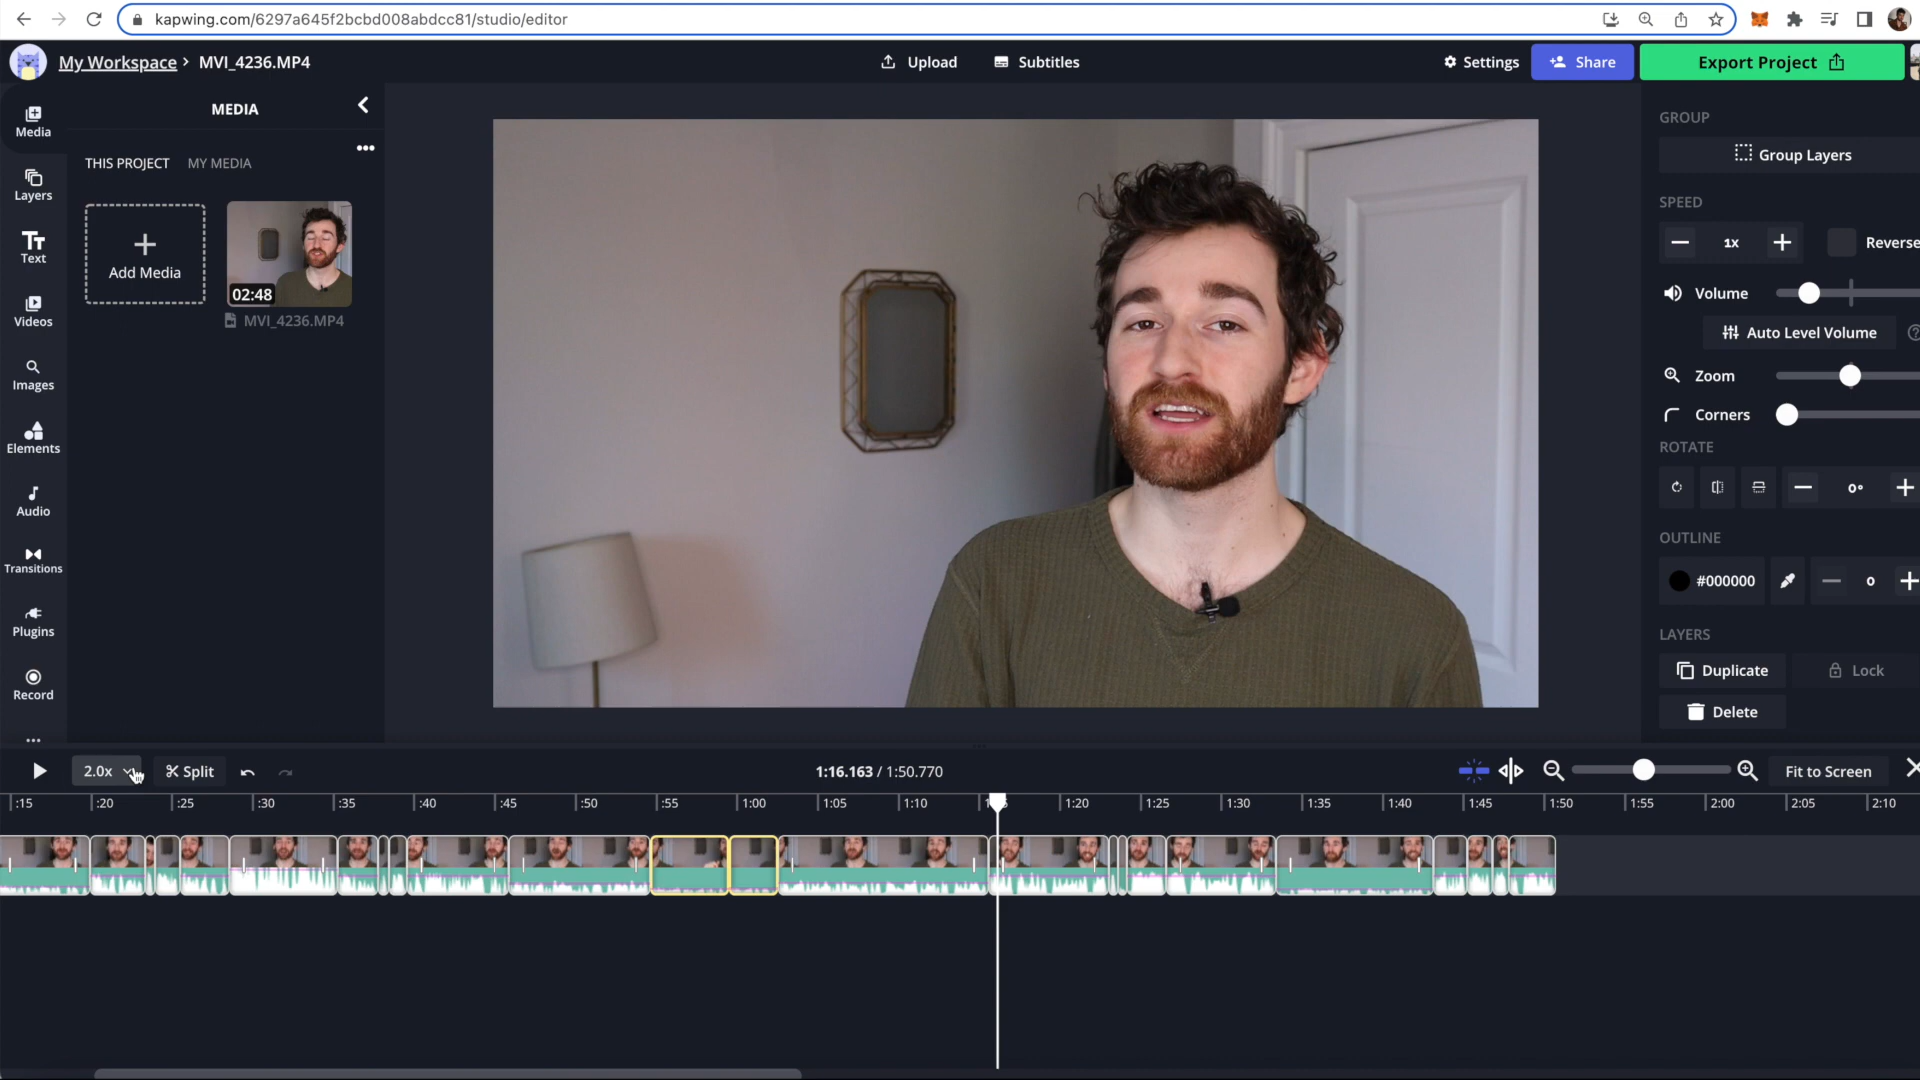 kapwing.com/6297a645f2bcbd008abdcc81/studio/editor
My Workspace > MVI_4236.MP4
Upload
Subtitles
Settings
Share
Export Project
Media
Layers
Text
Videos
Images
Elements
Audio
Transitions
Plugins
Record
MEDIA
THIS PROJECT
MY MEDIA
Add Media
02:48
MVI_4236.MP4
GROUP
Group Layers
SPEED
1x
Reverse
Volume
Auto Level Volume
Zoom
Corners
ROTATE
0°
OUTLINE
#000000
0
LAYERS
Duplicate
Lock
Delete
2.0x
Split
1:16.163 / 1:50.770
Fit to Screen
:15 :20 :25 :30 :35 :40 :45 :50 :55 1:00 1:05 1:10 1:20 1:25 1:30 1:35 1:40 1:45 1:50 1:55 2:00 2:05 2:10